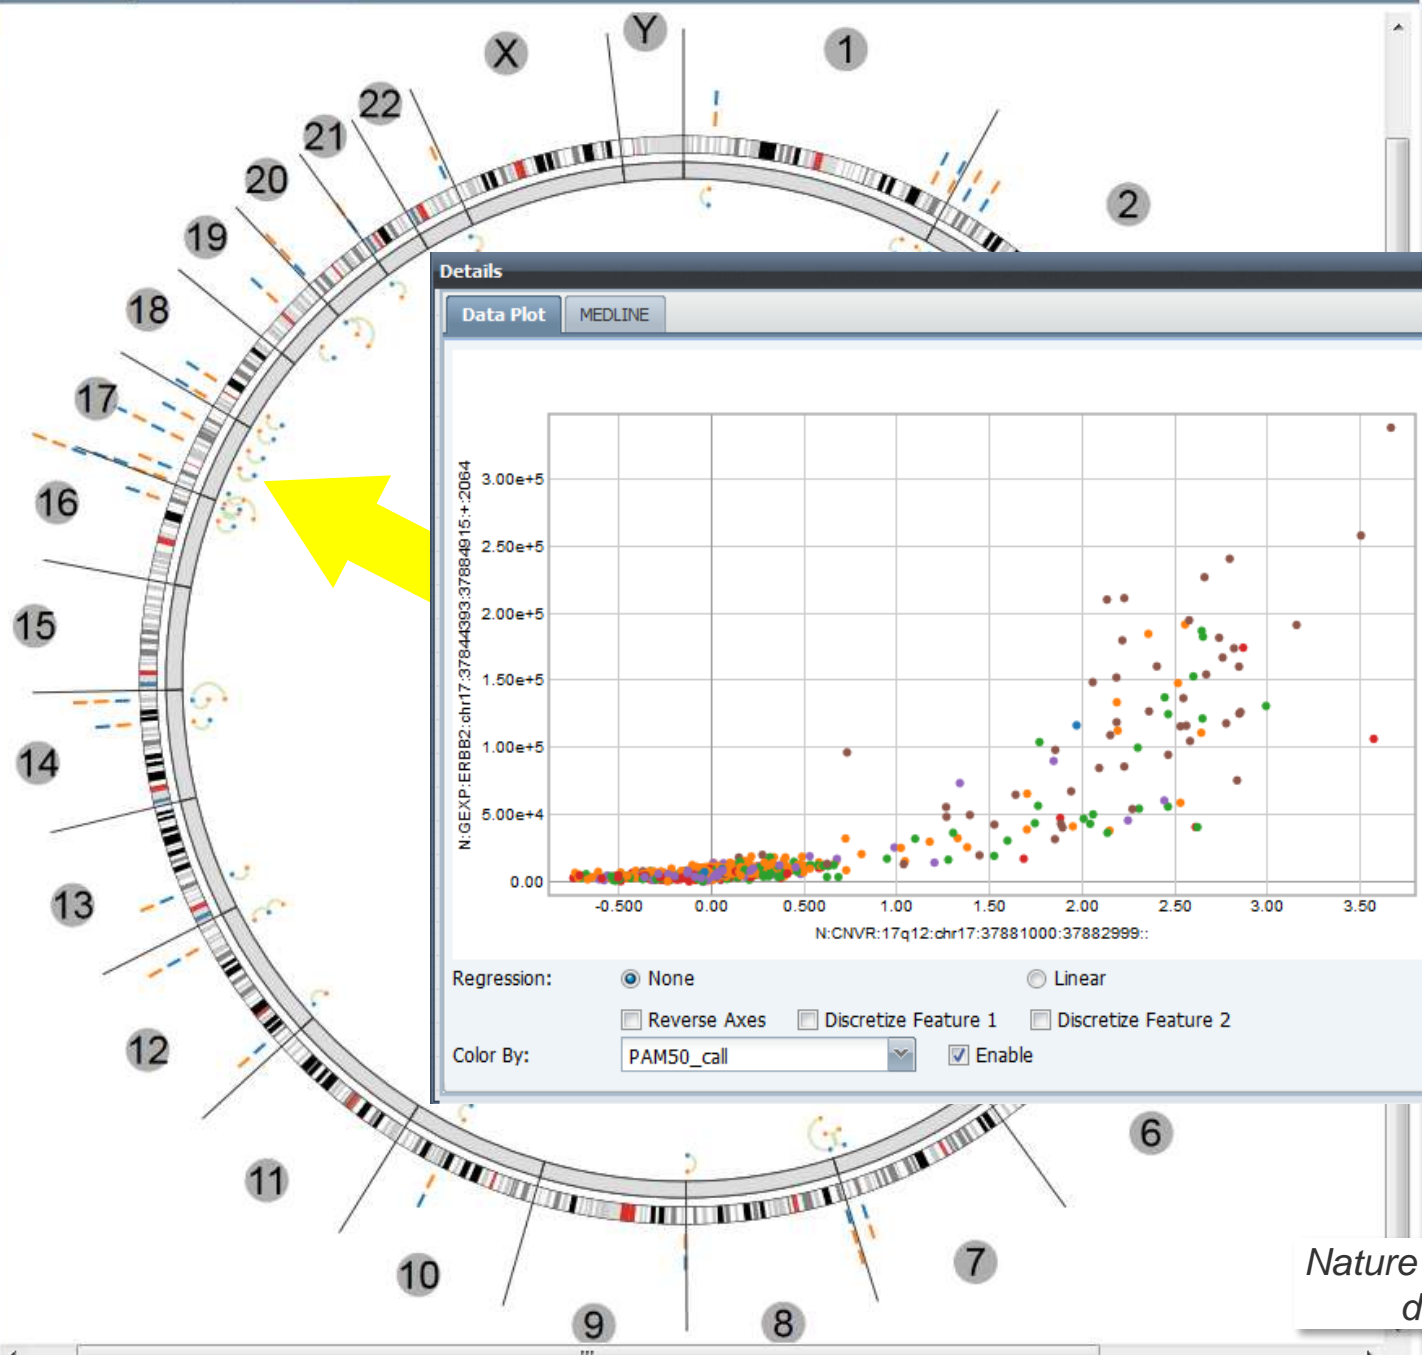 Y
1
X
22
21
2
20
19
18
17
16
15
14
13
12
11
10
9
8
7
6
Details
Data Plot
MEDLINE
N:GEXP:ERBB2:chr17:37844393:37884915:+:2064
3.00e+5
2.50e+5
2.00e+5
1.50e+5
1.00e+5
5.00e+4
0.00
-0.500 0.00 0.500 1.00 1.50 2.00 2.50 3.00 3.50
N:CNVR:17q12:chr17:37881000:37882999::
Regression: None Linear
Reverse Axes Discretize Feature 1 Discretize Feature 2
Color By: PAM50_call Enable
Nature
d